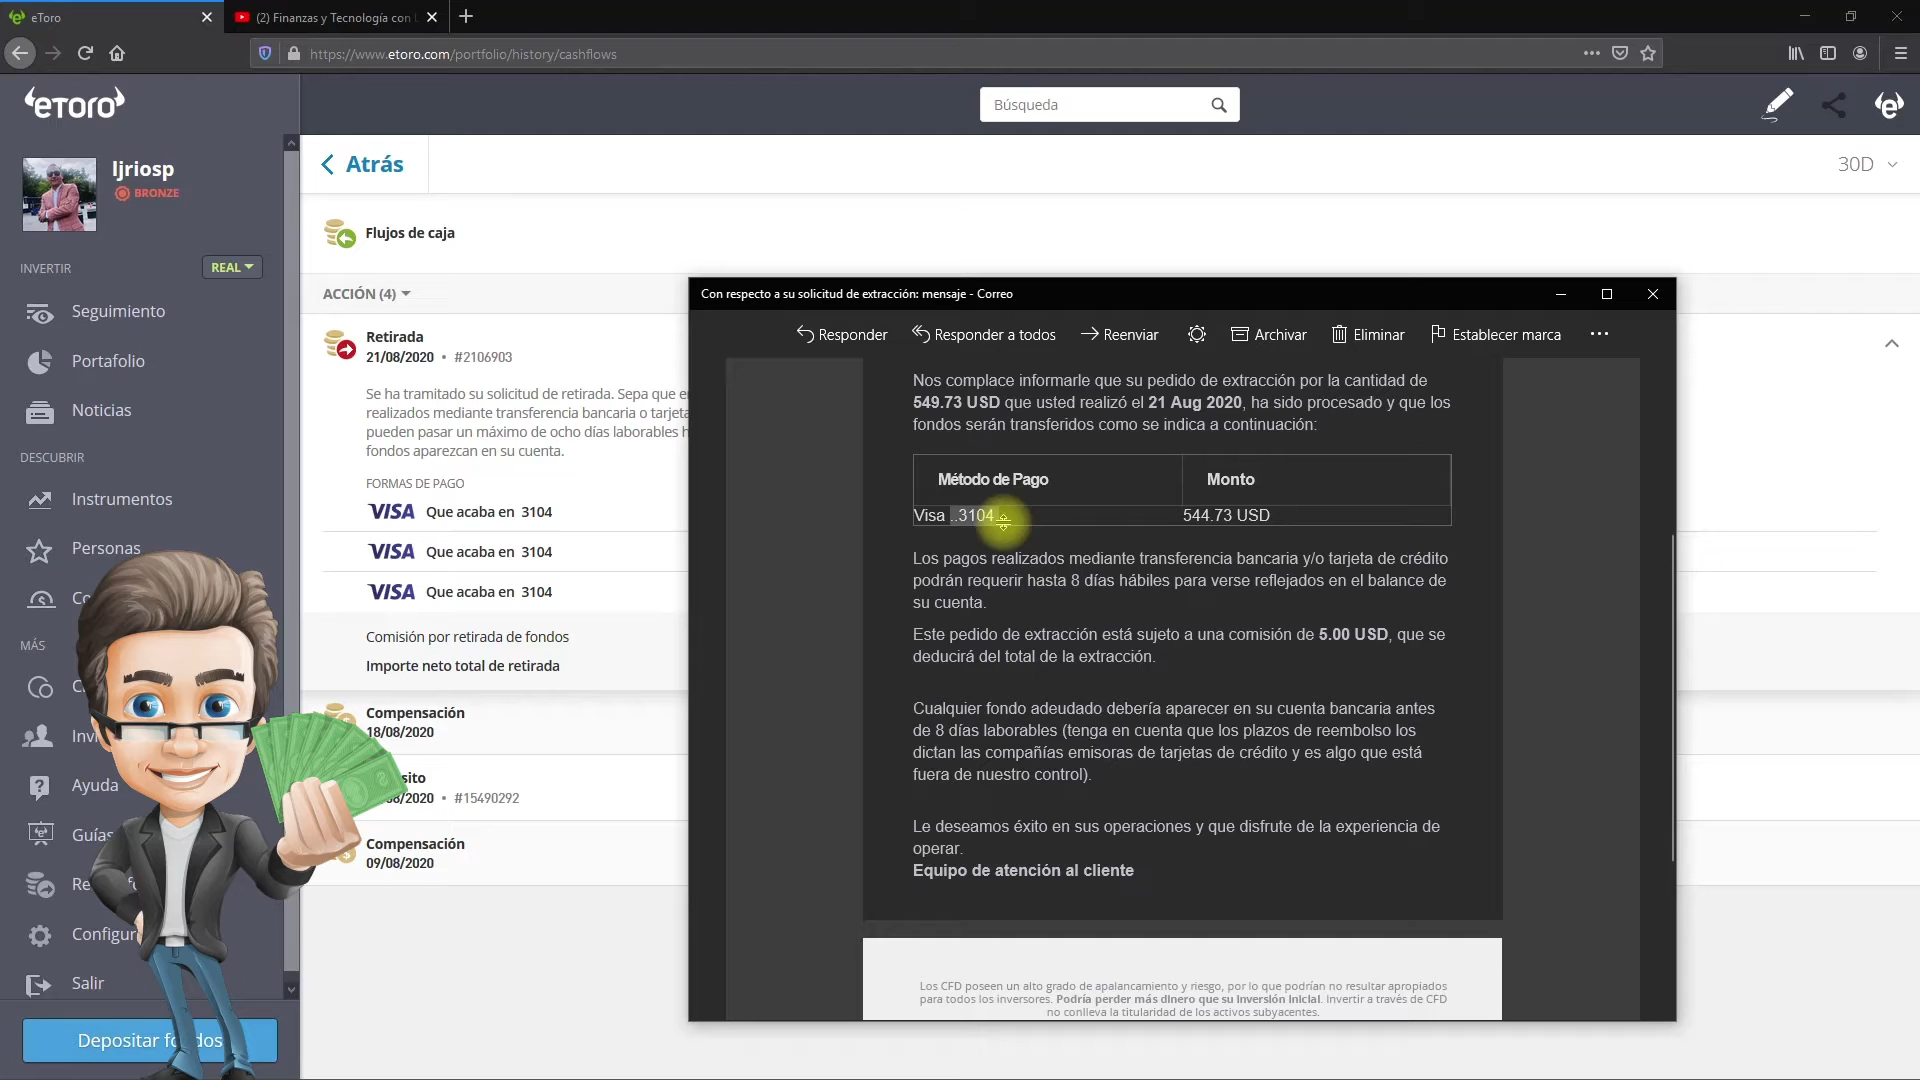 eToro
(2) Finanzas y Tecnología con
https://www.etoro.com/portfolio/history/cashflows
eToro
Búsqueda
ljriosp
BRONZE
Atrás
30D
INVERTIR
REAL
Flujos de caja
Seguimiento
Portafolio
Noticias
DESCUBRIR
Instrumentos
Personas
MÁS
Ayuda
Guías
Salir
ACCIÓN (4)
Retirada
21/08/2020 • #2106903
Se ha tramitado su solicitud de retirada. Sepa que
realizados mediante transferencia bancaria o tarjeta
pueden pasar un máximo de ocho días laborables
fondos aparezcan en su cuenta.
FORMAS DE PAGO
VISA Que acaba en 3104
VISA Que acaba en 3104
VISA Que acaba en 3104
Comisión por retirada de fondos
Importe neto total de retirada
Compensación
18/08/2020
/2020 • #15490292
Compensación
09/08/2020
Con respecto a su solicitud de extracción: mensaje - Correo
Responder Responder a todos Reenviar Archivar Eliminar Establecer marca
Nos complace informarle que su pedido de extracción por la cantidad de
549.73 USD que usted realizó el 21 Aug 2020, ha sido procesado y que los
fondos serán transferidos como se indica a continuación:
Método de Pago Monto
Visa ..3104 544.73 USD
Los pagos realizados mediante transferencia bancaria y/o tarjeta de crédito
podrán requerir hasta 8 días hábiles para verse reflejados en el balance de
su cuenta.
Este pedido de extracción está sujeto a una comisión de 5.00 USD, que se
deducirá del total de la extracción.
Cualquier fondo adeudado debería aparecer en su cuenta bancaria antes
de 8 días laborables (tenga en cuenta que los plazos de reembolso los
dictan las compañías emisoras de tarjetas de crédito y es algo que está
fuera de nuestro control).
Le deseamos éxito en sus operaciones y que disfrute de la experiencia de
operar.
Equipo de atención al cliente
Los CFD poseen un alto grado de apalancamiento y riesgo, por lo que podrían no resultar apropiados
para todos los inversores. Podría perder más dinero que su inversión inicial. Invertir a través de CFD
no conlleva la titularidad de los activos subyacentes.
Depositar fondos